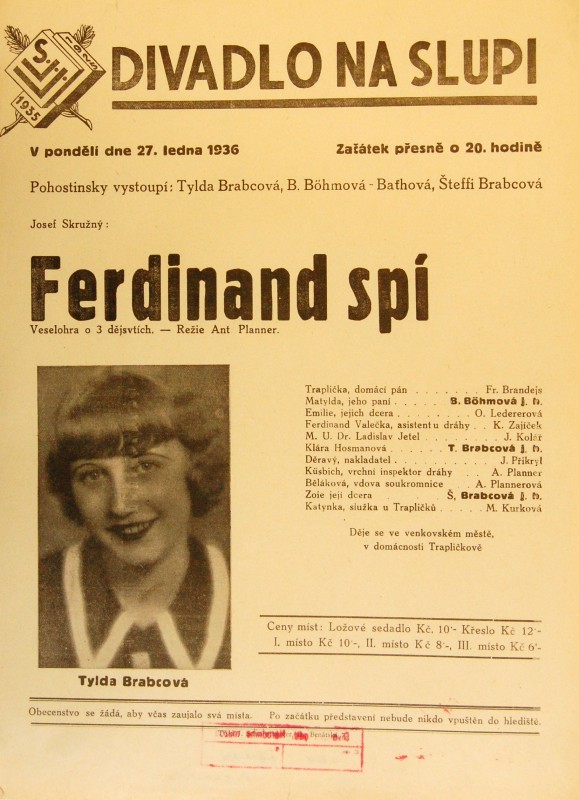 S.H.
1935
DIVADLO NA SLUPI
V ponděli dne 27. ledna 1936 Začátek přesně o 20. hodině
Pohostinsky vystoupí: Tylda Brabcová, B. Böhmová - Baťhová, Šteffi Brabcová
Josef Skružný:
Ferdinand spí
Veselohra o 3 dějsvtích. — Režie Ant Planner.
Traplička, domácí pán . . . . . . . Fr. Brandejs
Matylda, jeho paní . . . . . B. Böhmová j. h.
Emilie, jejich dcera . . . . . . . O. Ledererová
Ferdinand Valečka, asistent u dráhy . . K. Zajíček
M. U. Dr. Ladislav Jetel . . . . . . . J. Kolář
Klára Hosmanová . . . . . T. Brabcová j. h.
Děravý, nakladatel . . . . . . . J. Přikryl
Küsbich, vrchní inspektor dráhy . . A. Planner
Běláková, vdova soukromnice . . A. Plannerová
Zoie její dcera . . . . . Š, Brabcová j. h.
Katynka, služka u Trapličků . . . M. Kurková
Děje se ve venkovském městě,
v domácnosti Trapličkově
Ceny míst: Ložové sedadlo Kč. 10·- Křeslo Kč 12·-
I. místo Kč 10·-, II. místo Kč 8·-, III. místo Kč 6·-
Tylda Brabcová
Obecenstvo se žádá, aby včas zaujalo svá místa. Po začátku představení nebude nikdo vpuštěn do hlediště.